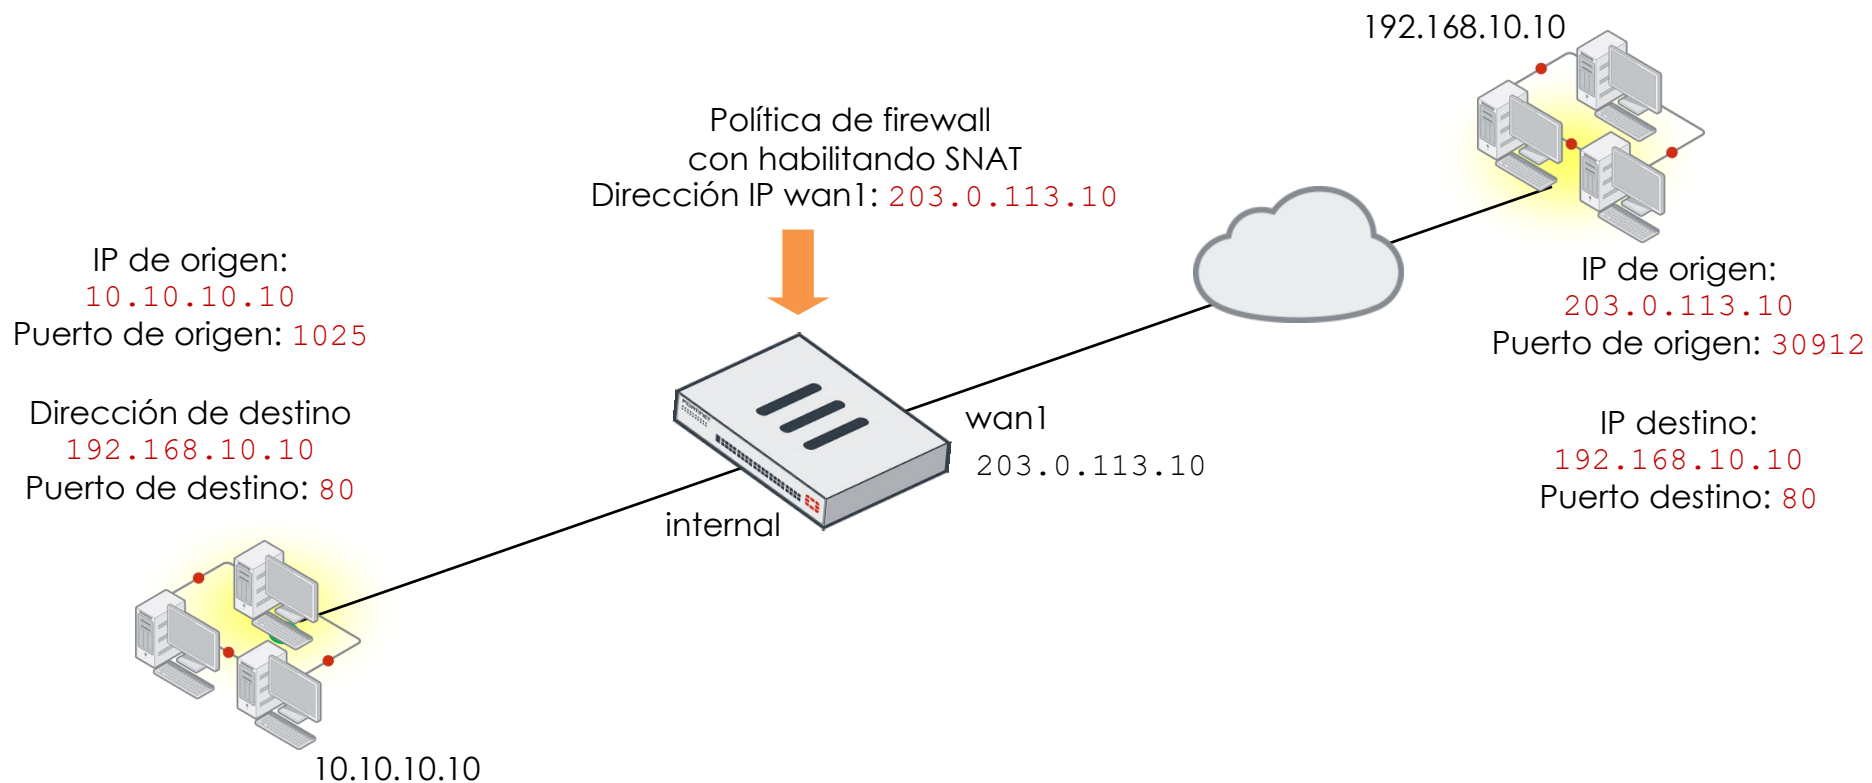 192.168.10.10
Política de firewall
con habilitando SNAT
Dirección IP wan1: 203.0.113.10
IP de origen:
10.10.10.10
Puerto de origen: 1025
Dirección de destino
192.168.10.10
Puerto de destino: 80
IP de origen:
203.0.113.10
Puerto de origen: 30912
IP destino:
192.168.10.10
Puerto destino: 80
wan1
203.0.113.10
internal
10.10.10.10